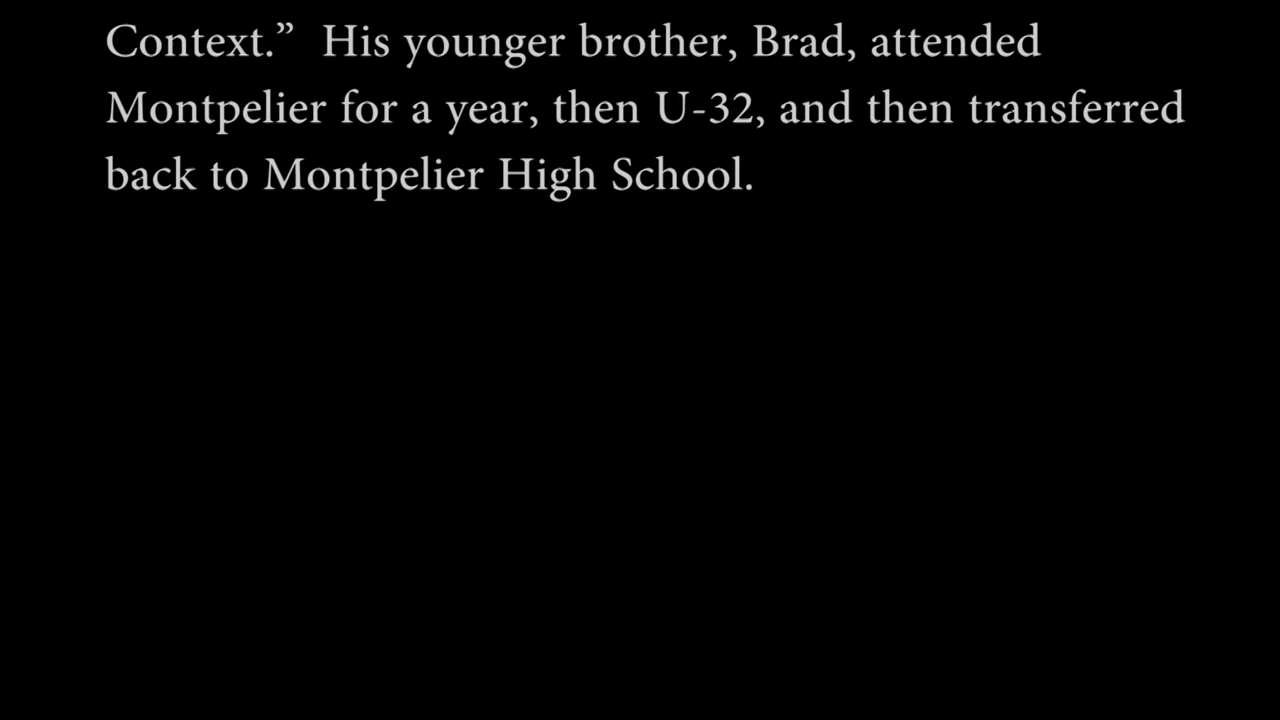 Context.”  His younger brother, Brad, attended
Montpelier for a year, then U-32, and then transferred
back to Montpelier High School.